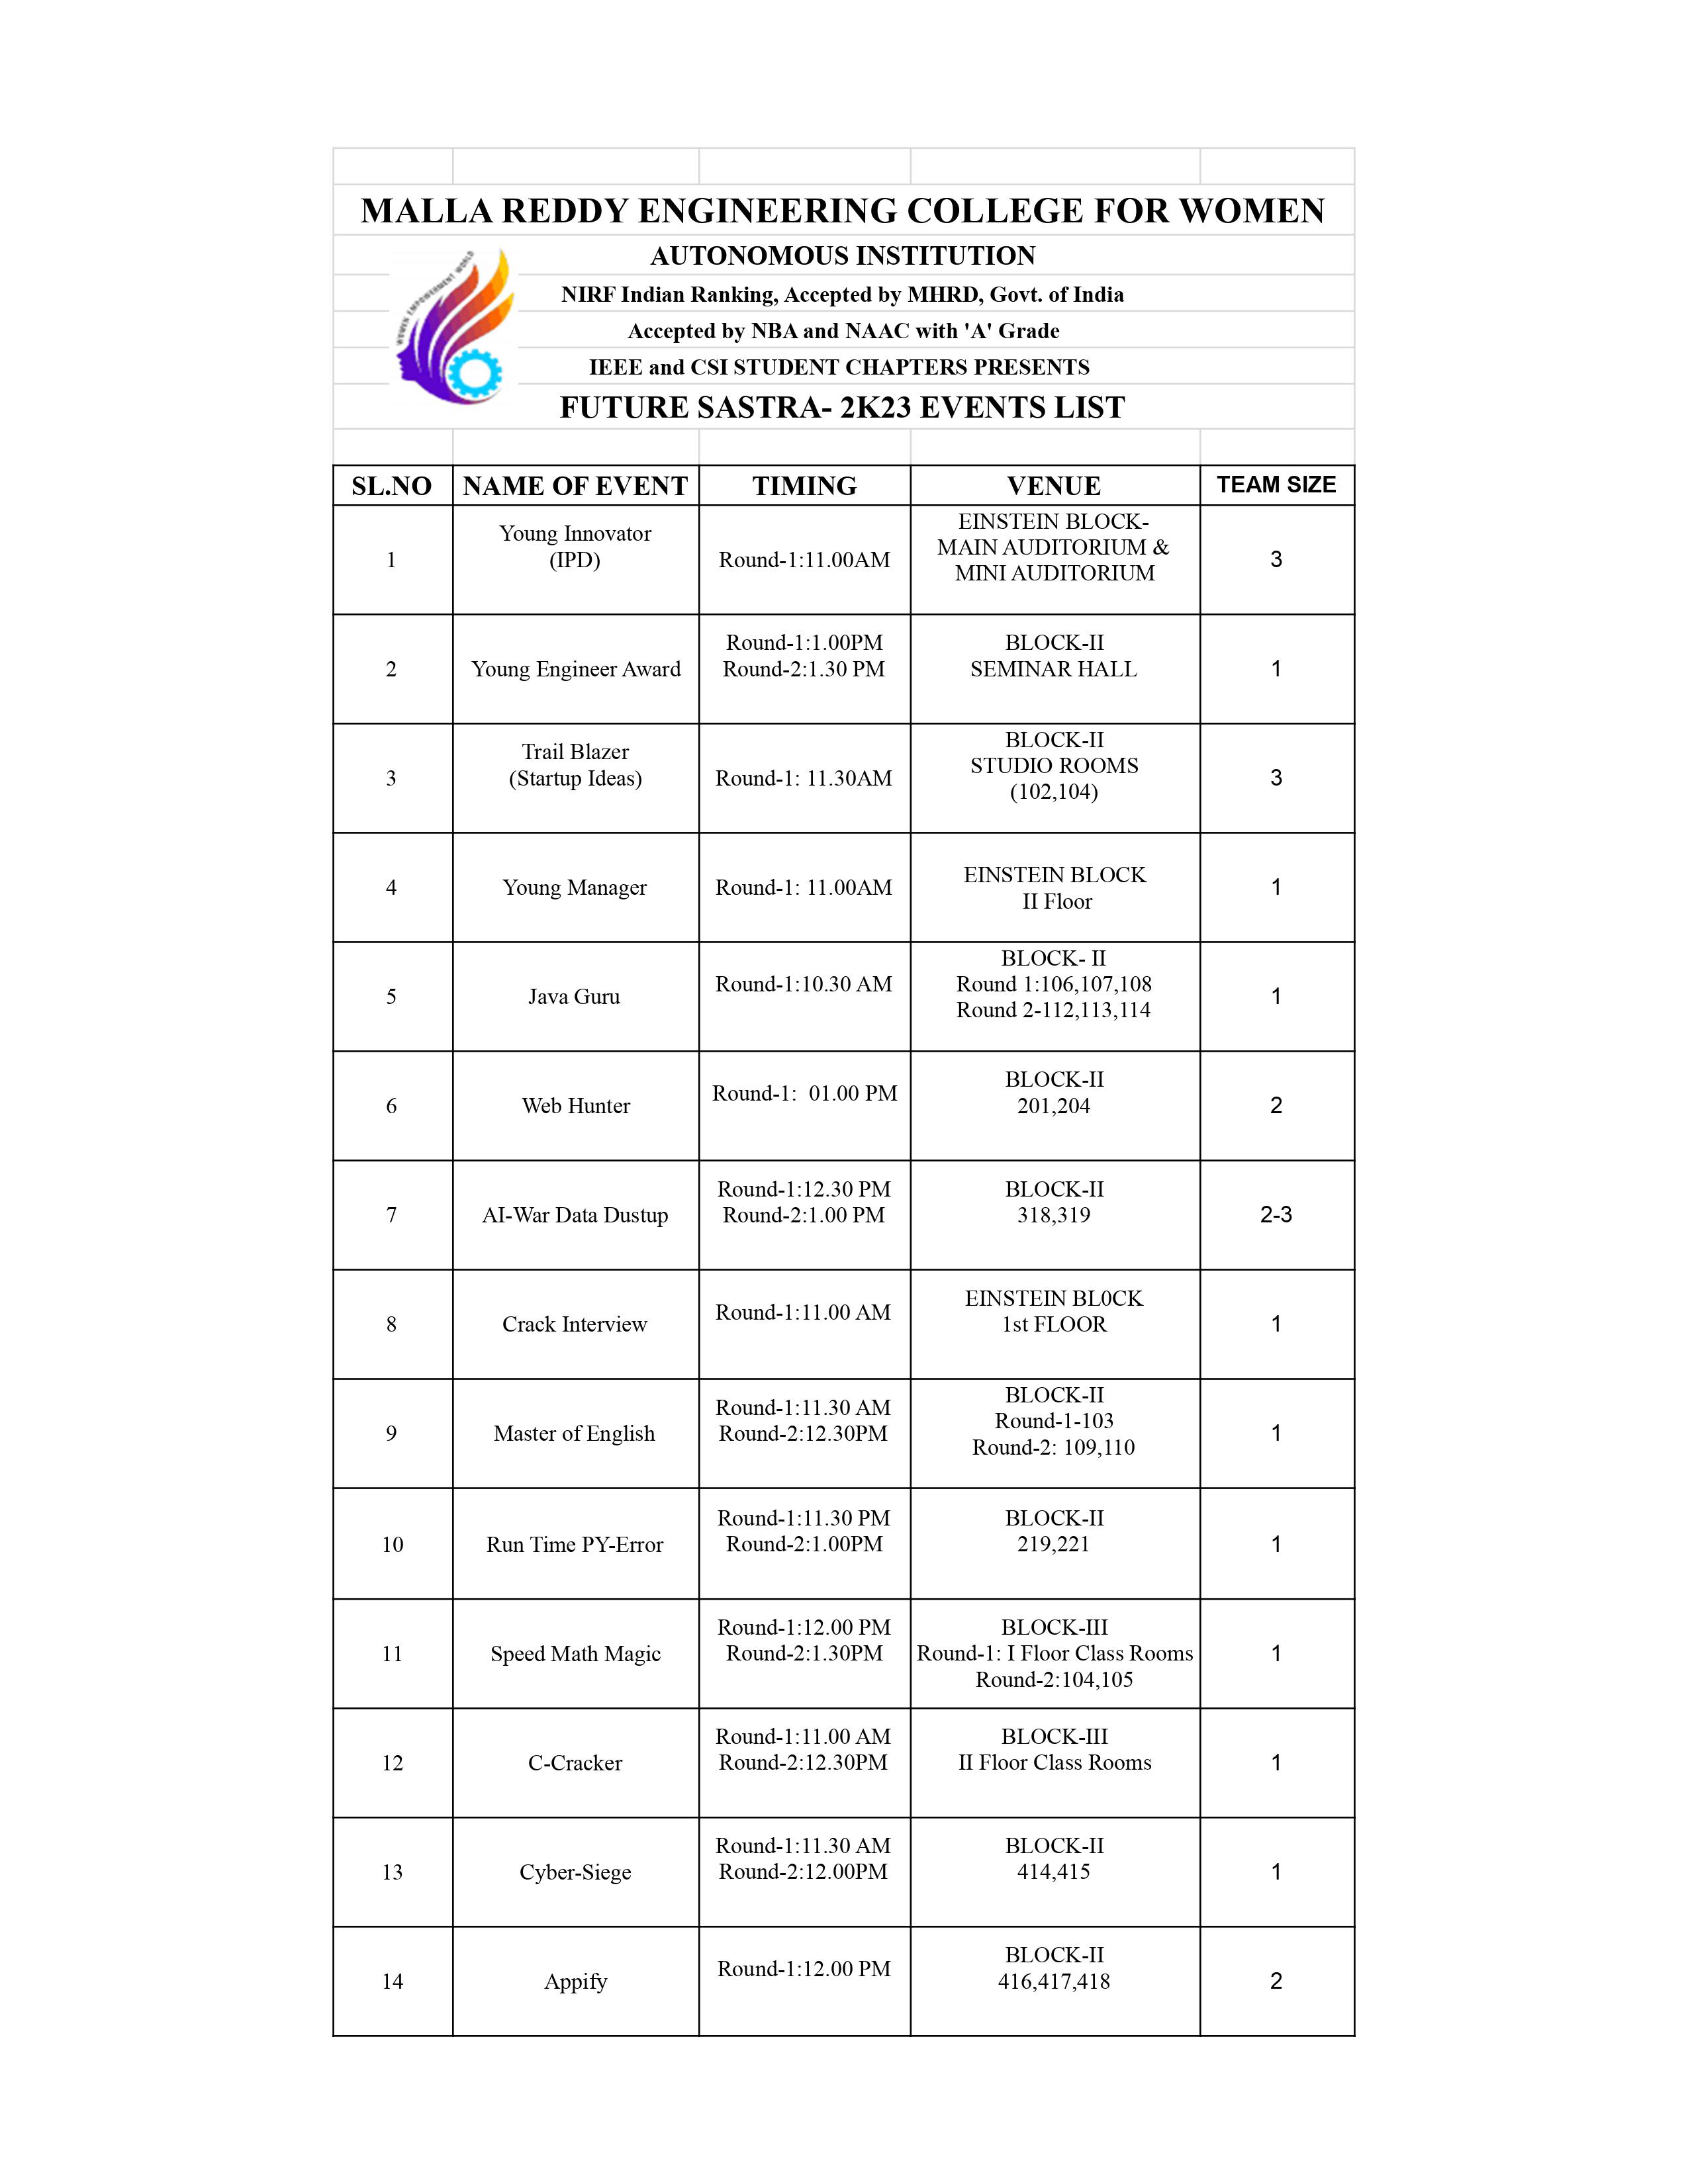 MALLA REDDY ENGINEERING COLLEGE FOR WOMEN
AUTONOMOUS INSTITUTION
NIRF Indian Ranking, Accepted by MHRD, Govt. of India
Accepted by NBA and NAAC with 'A' Grade
IEEE and CSI STUDENT CHAPTERS PRESENTS
FUTURE SASTRA- 2K23 EVENTS LIST
WOMEN EMPOWERMENT WORLD
SL.NO NAME OF EVENT TIMING VENUE TEAM SIZE
1
Young Innovator
(IPD)
Round-1:11.00AM
EINSTEIN BLOCK-
MAIN AUDITORIUM &
MINI AUDITORIUM
3
2
Young Engineer Award
Round-1:1.00PM
Round-2:1.30 PM
BLOCK-II
SEMINAR HALL
1
3
Trail Blazer
(Startup Ideas)
Round-1: 11.30AM
BLOCK-II
STUDIO ROOMS
(102,104)
3
4
Young Manager
Round-1: 11.00AM
EINSTEIN BLOCK
II Floor
1
5
Java Guru
Round-1:10.30 AM
BLOCK- II
Round 1:106,107,108
Round 2-112,113,114
1
6
Web Hunter
Round-1:  01.00 PM
BLOCK-II
201,204
2
7
AI-War Data Dustup
Round-1:12.30 PM
Round-2:1.00 PM
BLOCK-II
318,319
2-3
8
Crack Interview
Round-1:11.00 AM
EINSTEIN BL0CK
1st FLOOR
1
9
Master of English
Round-1:11.30 AM
Round-2:12.30PM
BLOCK-II
Round-1-103
Round-2: 109,110
1
10
Run Time PY-Error
Round-1:11.30 PM
Round-2:1.00PM
BLOCK-II
219,221
1
11
Speed Math Magic
Round-1:12.00 PM
Round-2:1.30PM
BLOCK-III
Round-1: I Floor Class Rooms
Round-2:104,105
1
12
C-Cracker
Round-1:11.00 AM
Round-2:12.30PM
BLOCK-III
II Floor Class Rooms
1
13
Cyber-Siege
Round-1:11.30 AM
Round-2:12.00PM
BLOCK-II
414,415
1
14
Appify
Round-1:12.00 PM
BLOCK-II
416,417,418
2